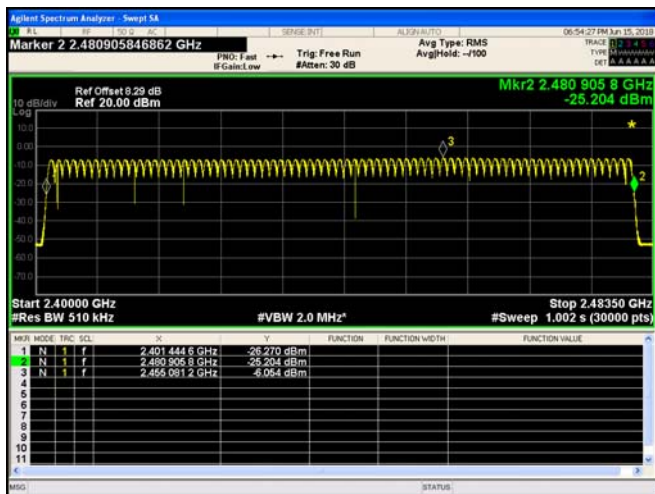 Agilent Spectrum Analyzer - Swept SA
RL RF 50 Ω AC SENSE:INT ALIGN AUTO 06:54:27 PM Jun 15, 2018
Marker 2 2.480905846862 GHz
Avg Type: RMS
TRACE 1 2 3 4 5 6
PNO: Fast Trig: Free Run Avg|Hold: --/100
TYPE
IFGain:Low #Atten: 30 dB
DET A A A A A A
Mkr2 2.480 905 8 GHz
Ref Offset 8.29 dB
-25.204 dBm
10 dB/div Ref 20.00 dBm
Log
10.0
0.00
-10.0
-20.0
-30.0
-40.0
-50.0
-60.0
-70.0
3
2
Start 2.40000 GHz Stop 2.48350 GHz
#Res BW 510 kHz #VBW 2.0 MHz* #Sweep 1.002 s (30000 pts)
MKR MODE TRC SCL X Y FUNCTION FUNCTION WIDTH FUNCTION VALUE
1 N 1 f 2.401 444 6 GHz -26.270 dBm
2 N 1 f 2.480 905 8 GHz -25.204 dBm
3 N 1 f 2.455 081 2 GHz -6.054 dBm
4
5
6
7
8
9
10
11
MSG STATUS